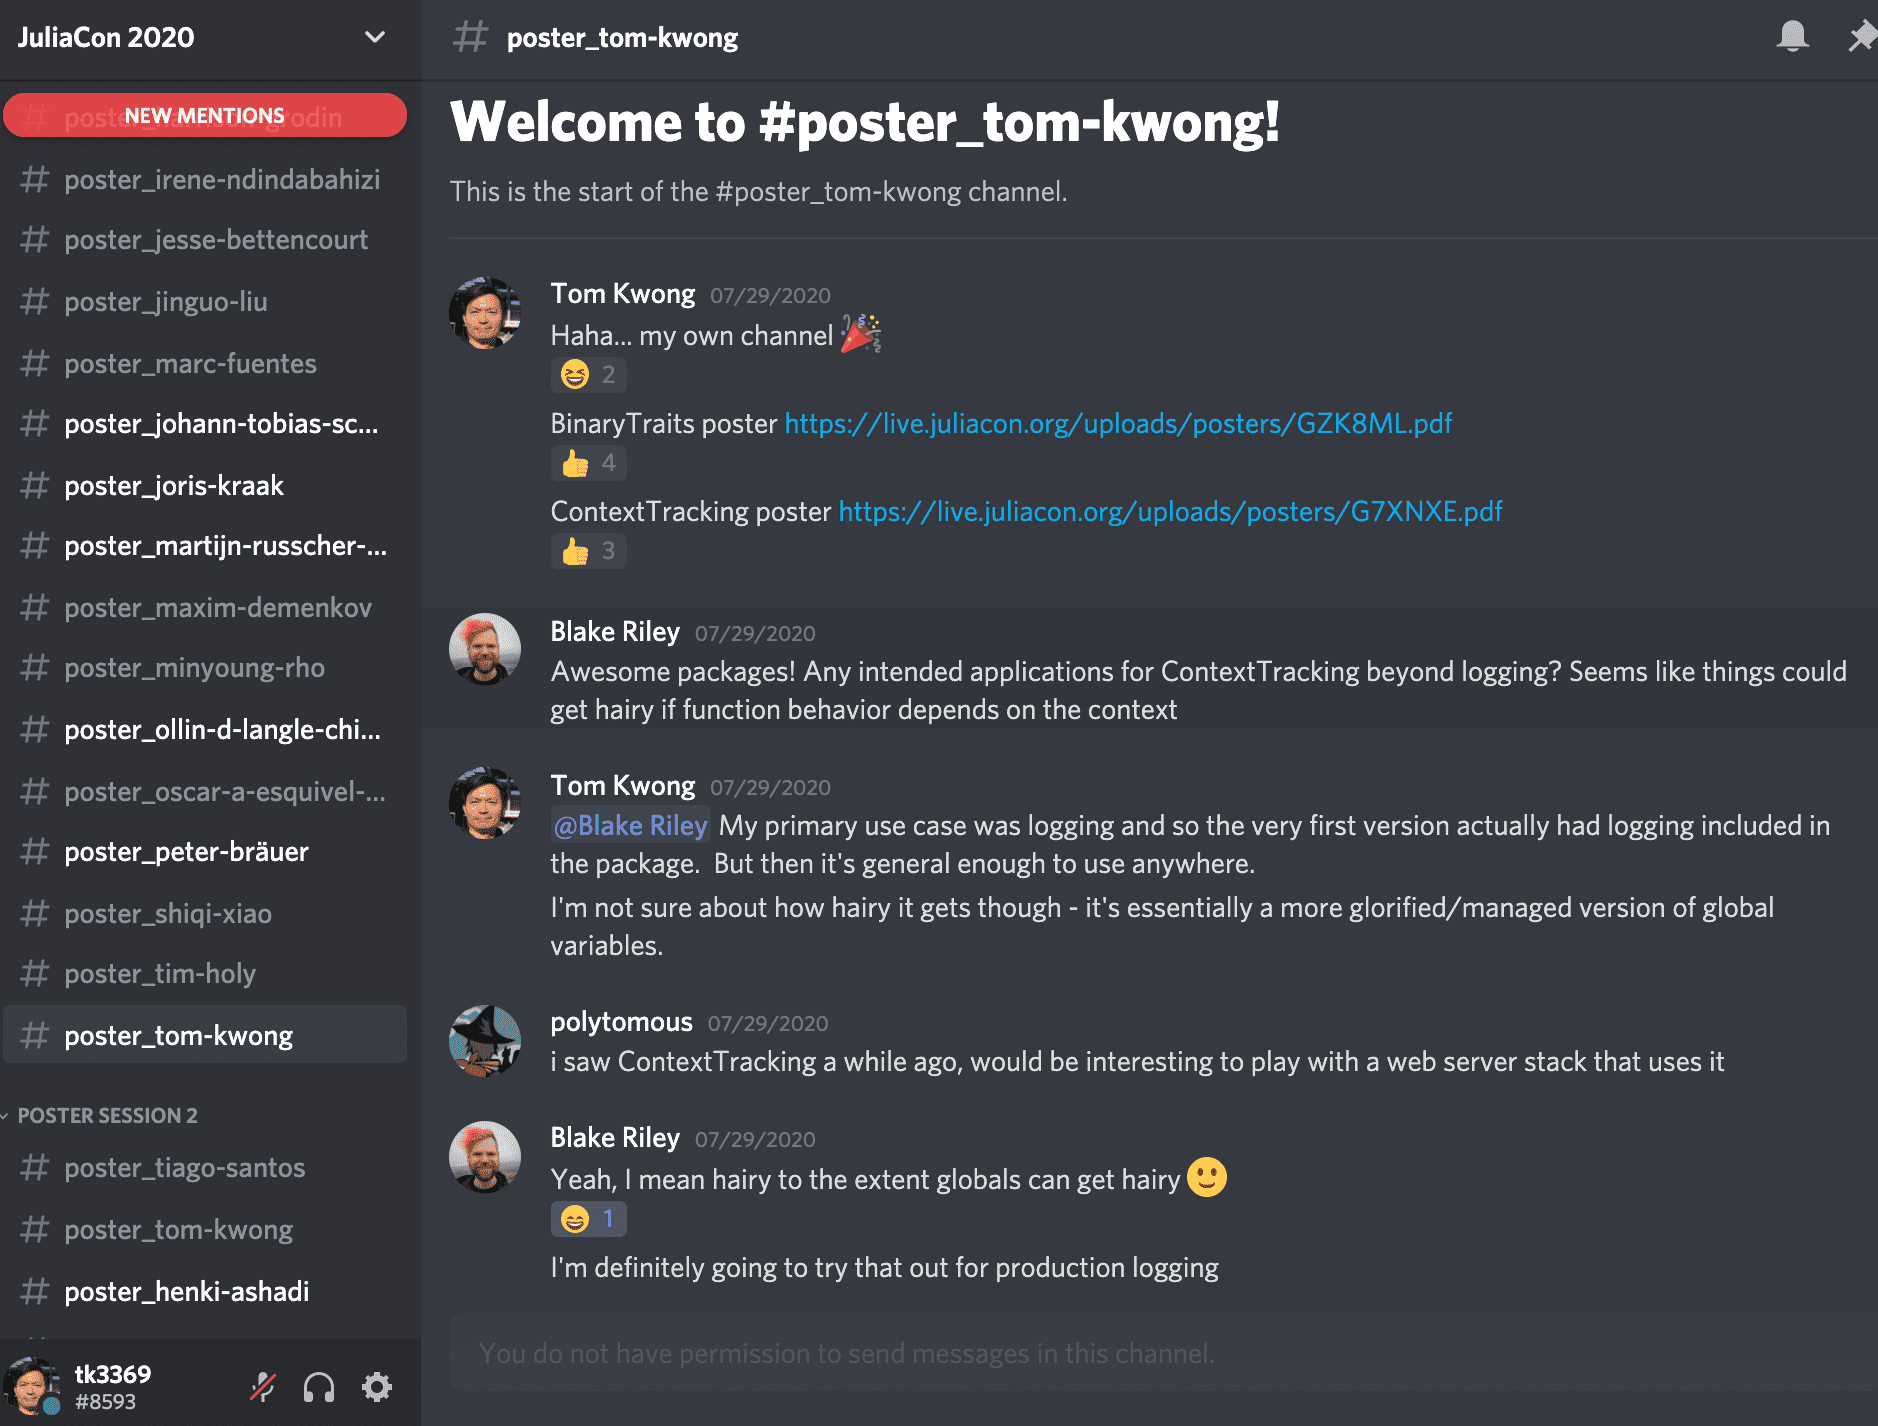 JuliaCon 2020
NEW MENTIONS
# poster_irene-ndindabahizi
# poster_jesse-bettencourt
# poster_jinguo-liu
# poster_marc-fuentes
# poster_johann-tobias-sc...
# poster_joris-kraak
# poster_martijn-russcher-...
# poster_maxim-demenkov
# poster_minyoung-rho
# poster_ollin-d-langle-chi...
# poster_oscar-a-esquivel-...
# poster_peter-bräuer
# poster_shiqi-xiao
# poster_tim-holy
# poster_tom-kwong
POSTER SESSION 2
# poster_tiago-santos
# poster_tom-kwong
# poster_henki-ashadi
tk3369
#8593
# poster_tom-kwong
Welcome to #poster_tom-kwong!
This is the start of the #poster_tom-kwong channel.
Tom Kwong 07/29/2020
Haha... my own channel 🎉
😆 2
BinaryTraits poster https://live.juliacon.org/uploads/posters/GZK8ML.pdf
👍 4
ContextTracking poster https://live.juliacon.org/uploads/posters/G7XNXE.pdf
👍 3
Blake Riley 07/29/2020
Awesome packages! Any intended applications for ContextTracking beyond logging? Seems like things could
get hairy if function behavior depends on the context
Tom Kwong 07/29/2020
@Blake Riley My primary use case was logging and so the very first version actually had logging included in
the package.  But then it's general enough to use anywhere.
I'm not sure about how hairy it gets though - it's essentially a more glorified/managed version of global
variables.
polytomous 07/29/2020
i saw ContextTracking a while ago, would be interesting to play with a web server stack that uses it
Blake Riley 07/29/2020
Yeah, I mean hairy to the extent globals can get hairy 🙂
😄 1
I'm definitely going to try that out for production logging
You do not have permission to send messages in this channel.